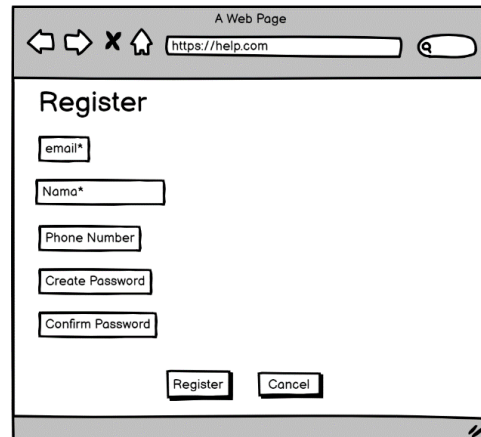 A Web Page
https://help.com
Register
email*
Nama*
Phone Number
Create Password
Confirm Password
Register Cancel